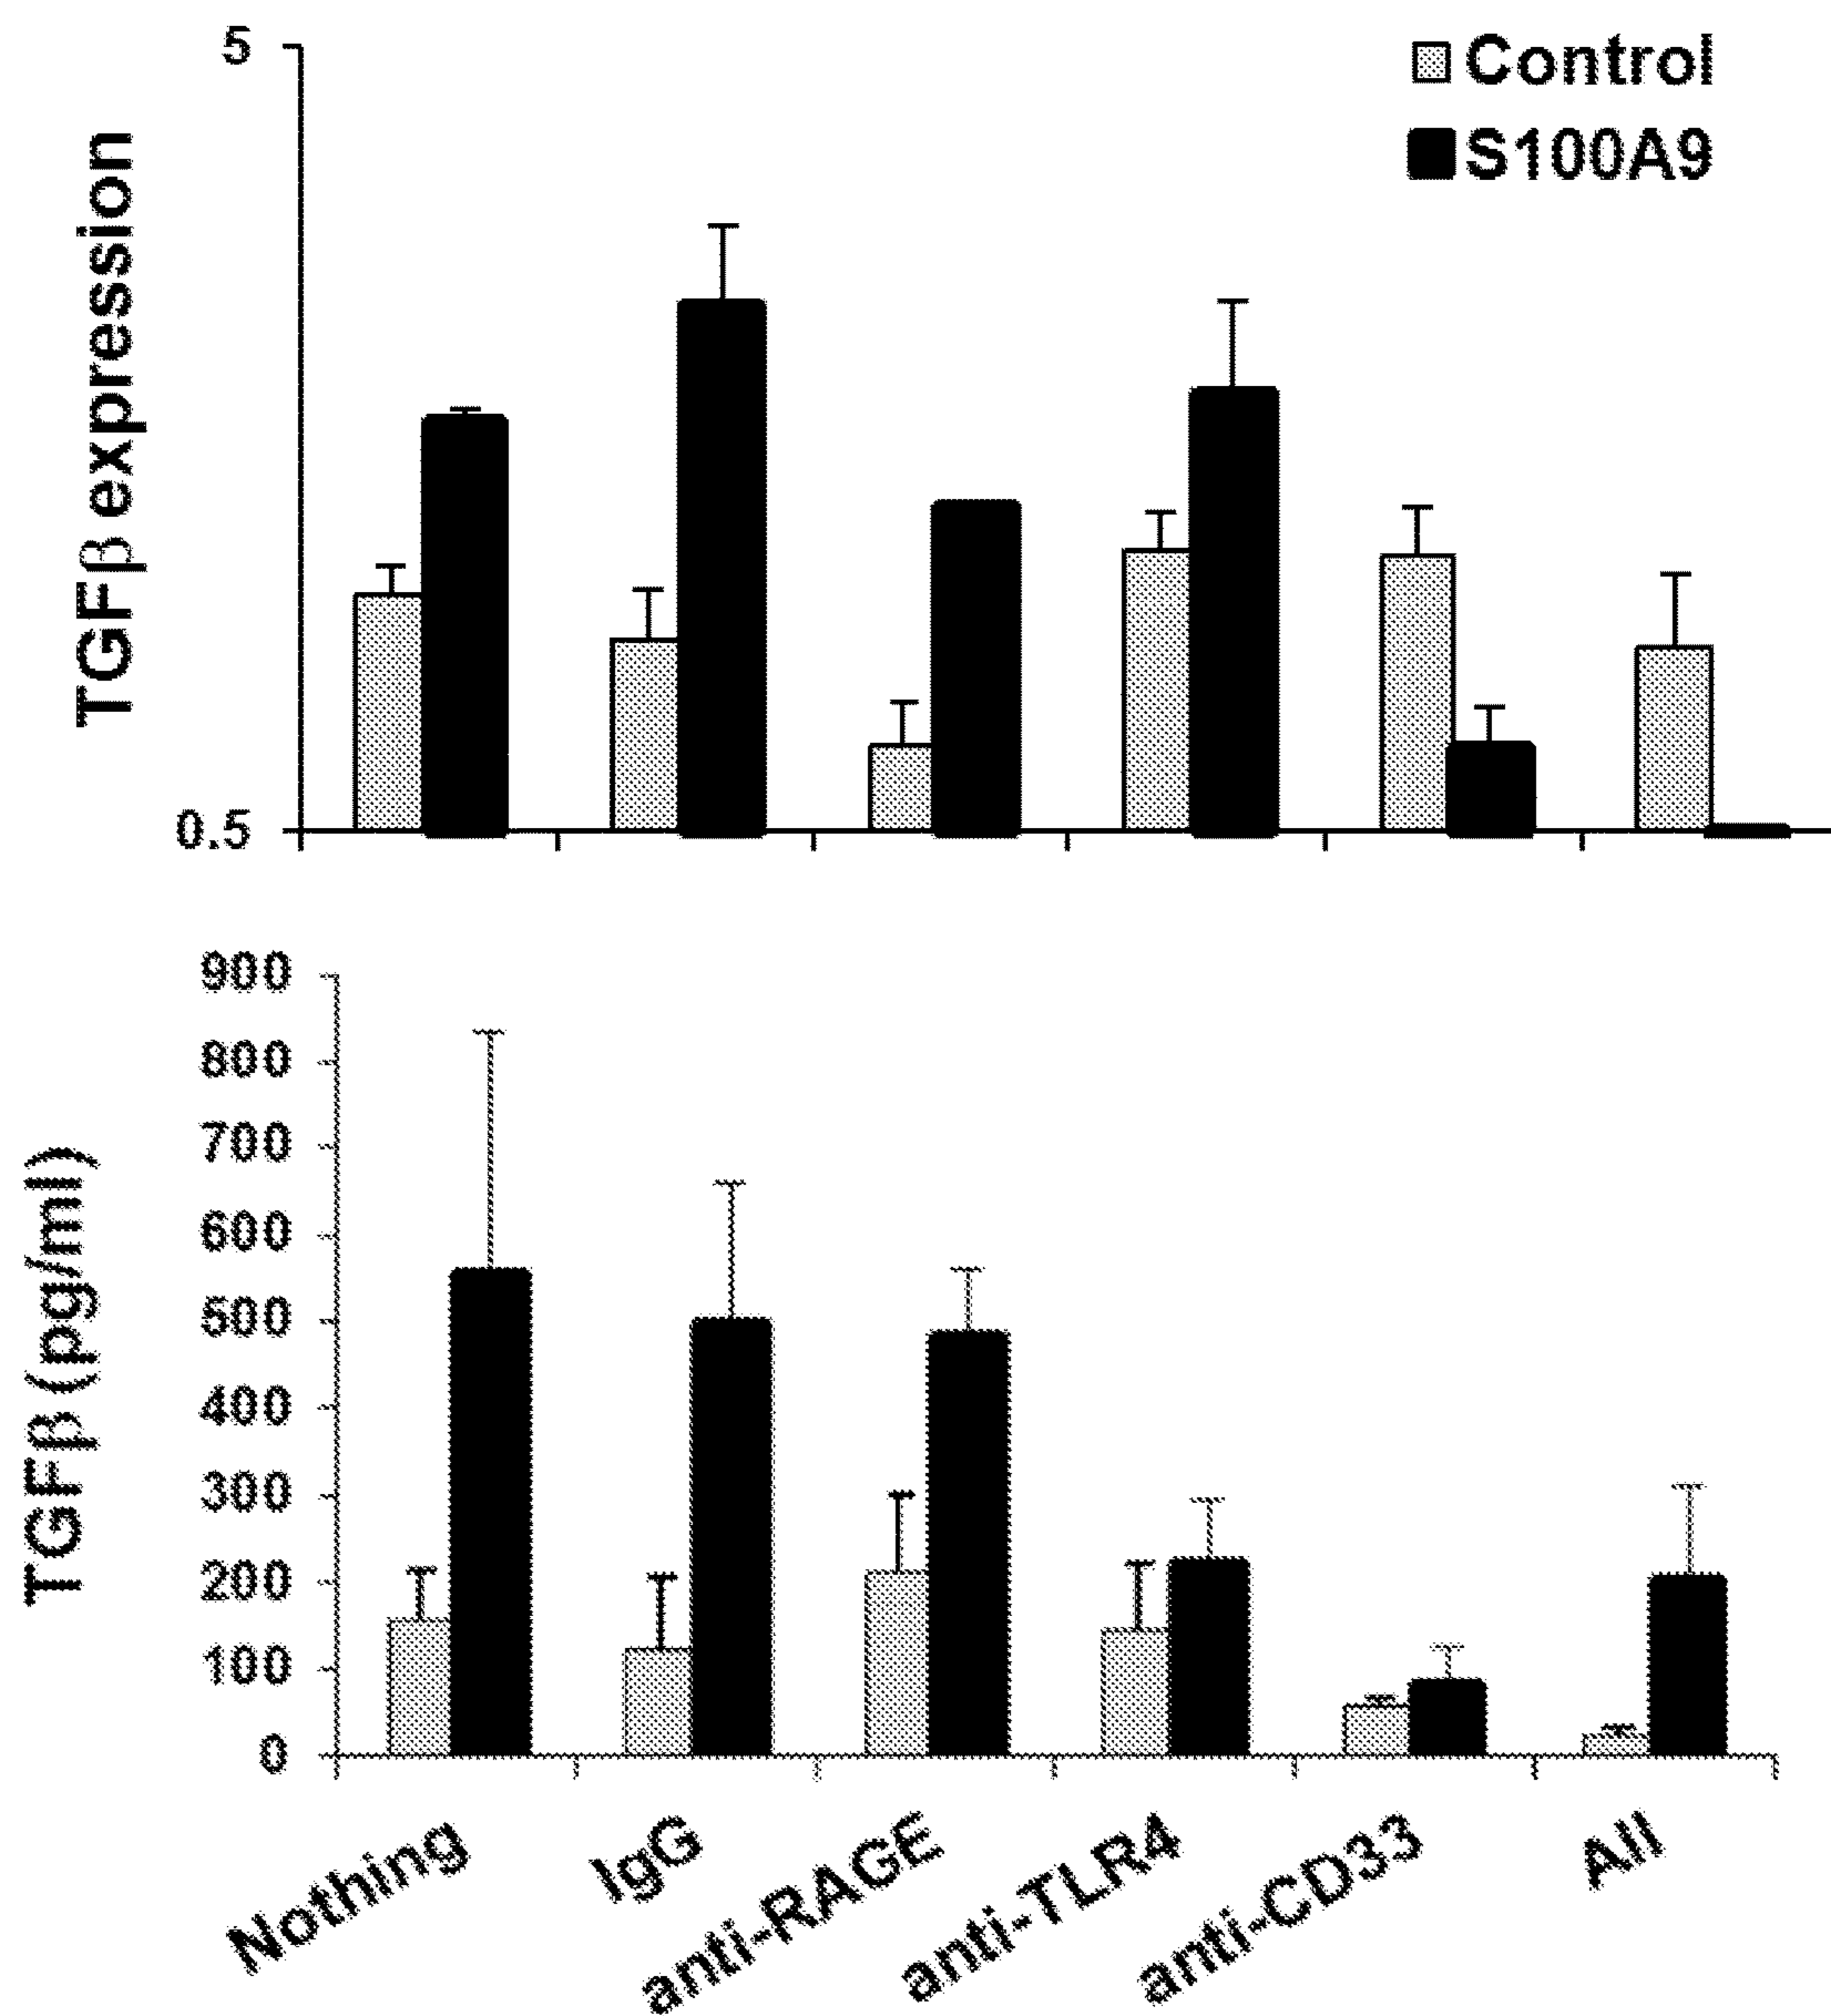 5
Control
S100A9
TGFβ expression
0.5
900
800
700
600
500
400
300
200
100
0
TGFβ (pg/ml)
Nothing
IgG
anti-RAGE
anti-TLR4
anti-CD33
All